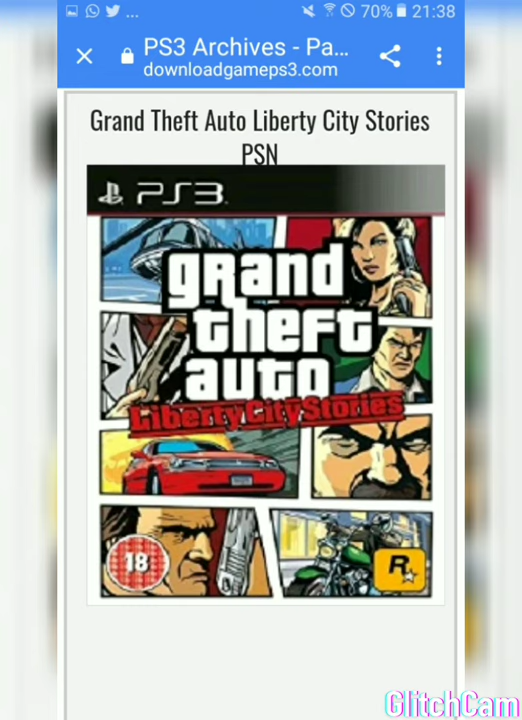 70% 21:38
PS3 Archives - Pa...
downloadgameps3.com
Grand Theft Auto Liberty City Stories
PSN
PS3
grand
theft
auto
Liberty City Stories
18
R
GlitchCam